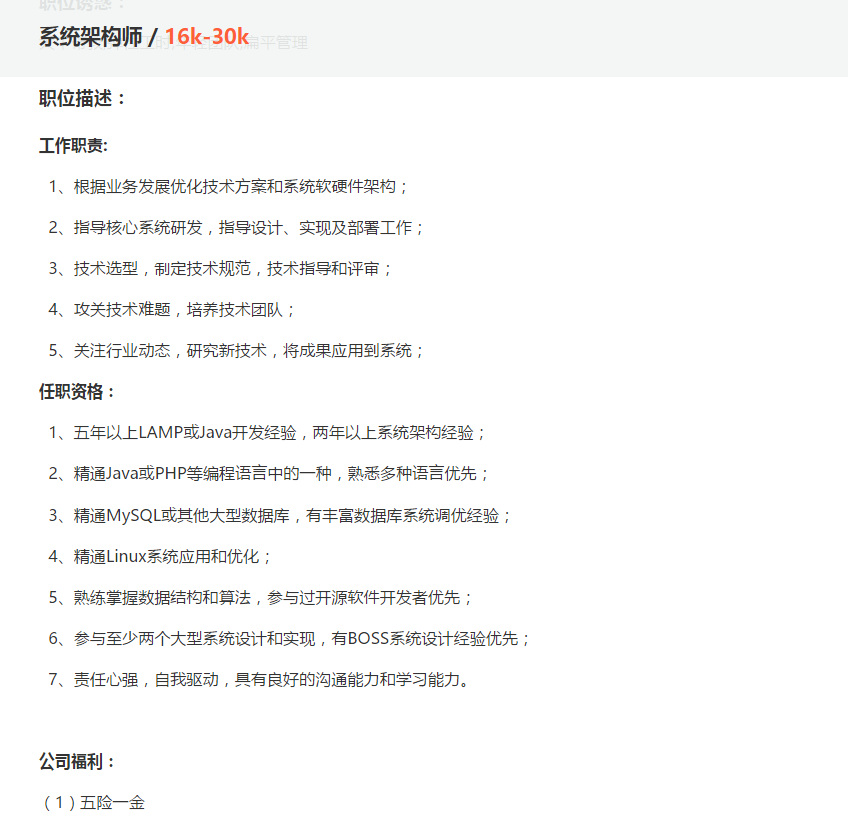 职位诱惑：
系统架构师 / 16k-30k
扁平管理
职位描述：
工作职责:
1、根据业务发展优化技术方案和系统软硬件架构；
2、指导核心系统研发，指导设计、实现及部署工作；
3、技术选型，制定技术规范，技术指导和评审；
4、攻关技术难题，培养技术团队；
5、关注行业动态，研究新技术，将成果应用到系统；
任职资格：
1、五年以上LAMP或Java开发经验，两年以上系统架构经验；
2、精通Java或PHP等编程语言中的一种，熟悉多种语言优先；
3、精通MySQL或其他大型数据库，有丰富数据库系统调优经验；
4、精通Linux系统应用和优化；
5、熟练掌握数据结构和算法，参与过开源软件开发者优先；
6、参与至少两个大型系统设计和实现，有BOSS系统设计经验优先；
7、责任心强，自我驱动，具有良好的沟通能力和学习能力。
公司福利：
（1）五险一金